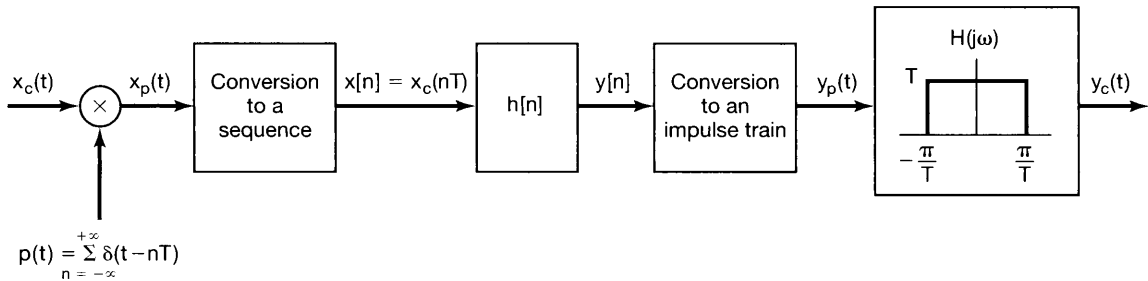 x_c(t)
x_p(t)
Conversion
to a
sequence
x[n] = x_c(nT)
h[n]
y[n]
Conversion
to an
impulse train
y_p(t)
H(jω)
T
-π/T
π/T
y_c(t)
×
+∞
p(t) = Σ δ(t-nT)
n = -∞